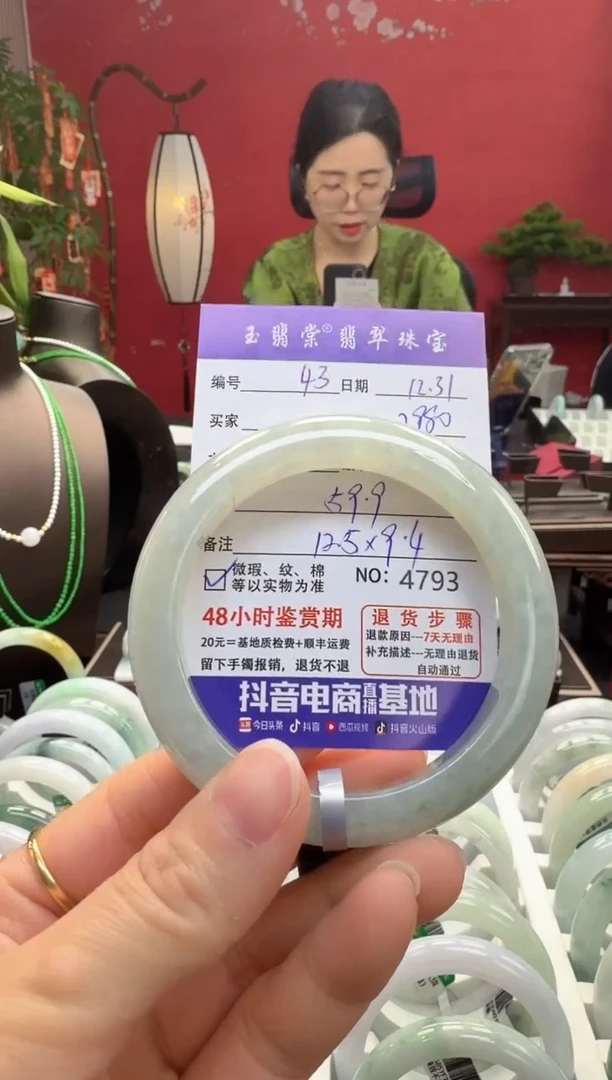 玉翡棠®翡翠珠宝
编号 43 日期 12.31
买家 2880
59.9
备注 12.5×9.4
微瑕、纹、棉
等以实物为准
NO: 4793
48小时鉴赏期
20元=基地质检费+顺丰运费
留下手镯报销，退货不退
退货步骤
退款原因---7天无理由
补充描述---无理由退货
自动通过
抖音电商直播基地
头条 今日头条 抖音 西瓜视频 抖音火山版